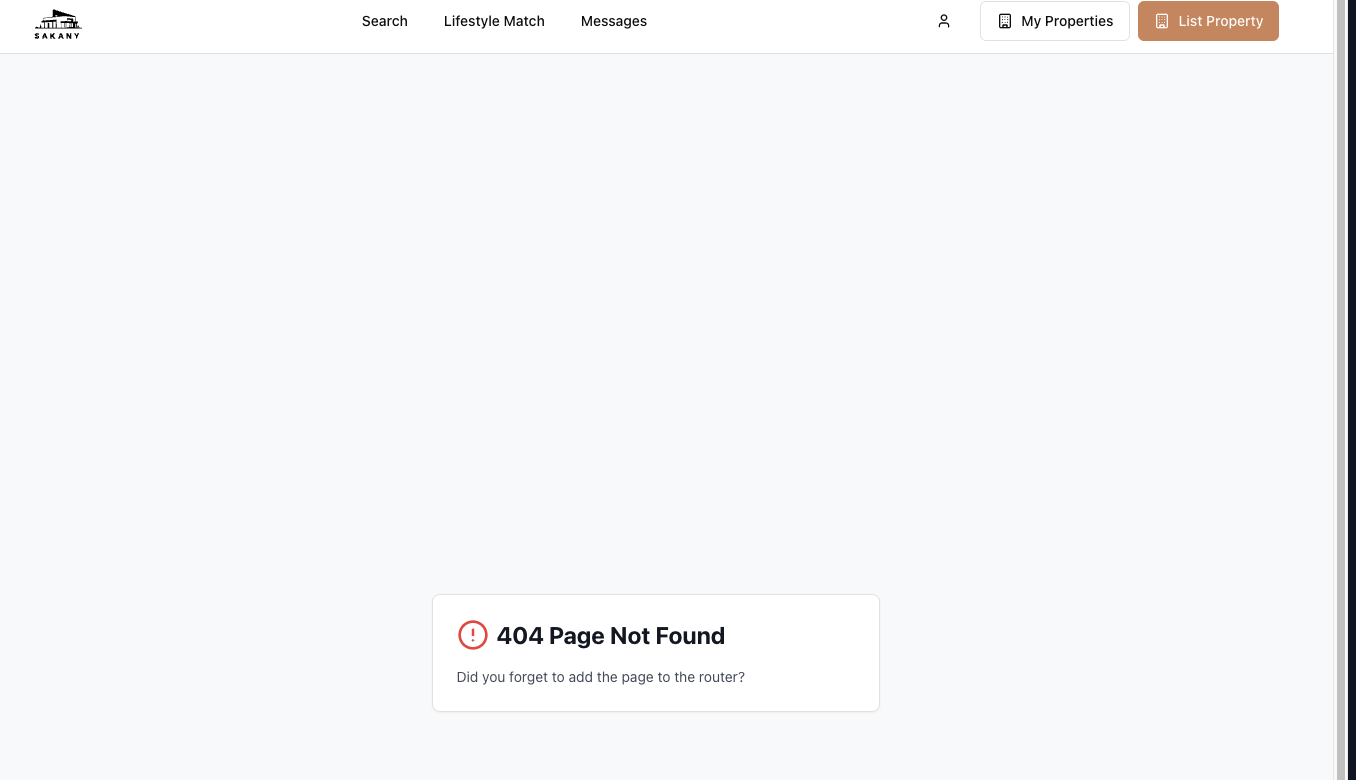 SAKANY
Search
Lifestyle Match
Messages
My Properties
List Property
404 Page Not Found
Did you forget to add the page to the router?